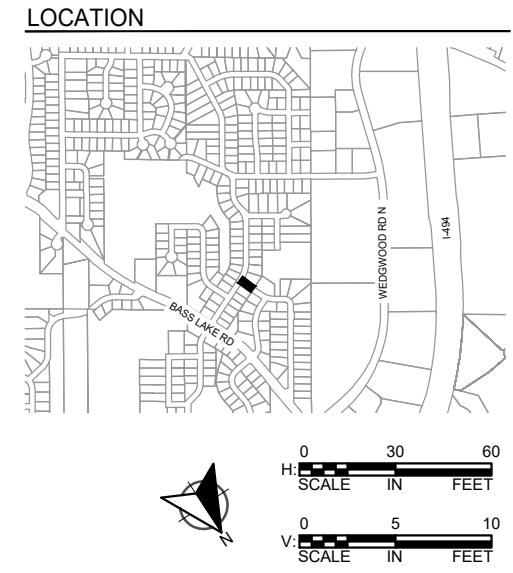 LOCATION
WEDGWOOD RD N
I-494
BASS LAKE RD
N
0 30 60
H:
SCALE IN FEET
0 5 10
V:
SCALE IN FEET